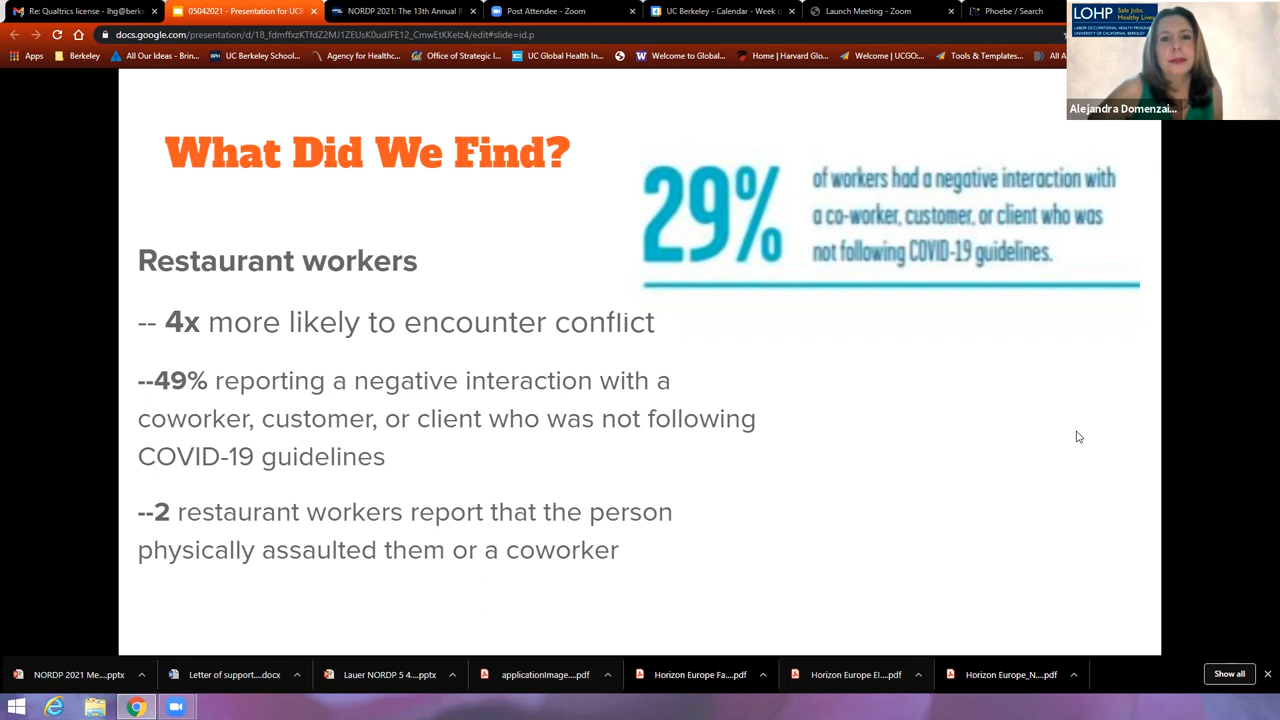 Re: Qualtrics license - lhg@berk
05042021 - Presentation for UCB
NORDP 2021: The 13th Annual R
Post Attendee - Zoom
UC Berkeley - Calendar - Week o
Launch Meeting - Zoom
Phoebe / Search
docs.google.com/presentation/d/
Apps
Berkeley
All Our Ideas - Brin...
UC Berkeley School...
Agency for Healthc...
Office of Strategic I...
UC Global Health In...
Welcome to Global...
Home | Harvard Glo...
Welcome | UCGO...
Tools & Templates...
All A
LOHP
Safe Jobs.
Healthy Lives
LABOR OCCUPATIONAL HEALTH PROGRAM
UNIVERSITY OF CALIFORNIA, BERKELEY
Alejandra Domenzai...
What Did We Find?
29%
of workers had a negative interaction with
a co-worker, customer, or client who was
not following COVID-19 guidelines.
Restaurant workers
-- 4x more likely to encounter conflict
--49% reporting a negative interaction with a
coworker, customer, or client who was not following
COVID-19 guidelines
--2 restaurant workers report that the person
physically assaulted them or a coworker
NORDP 2021 Me....pptx
Letter of support....docx
Lauer NORDP 5 4....pptx
applicationImage....pdf
Horizon Europe Fa....pdf
Horizon Europe El....pdf
Horizon Europe_N....pdf
Show all